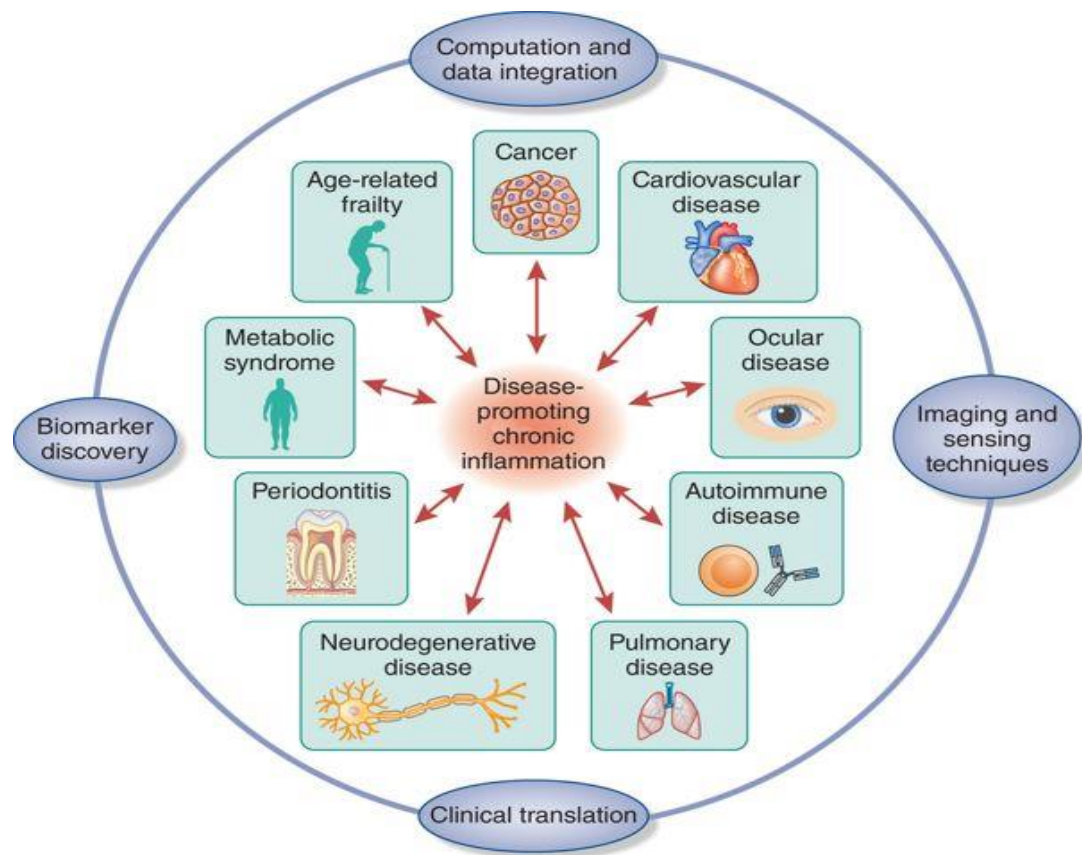 Computation and
data integration
Cancer
Age-related
frailty
Cardiovascular
disease
Metabolic
syndrome
Ocular
disease
Disease-
promoting
chronic
inflammation
Biomarker
discovery
Imaging and
sensing
techniques
Periodontitis
Autoimmune
disease
Neurodegenerative
disease
Pulmonary
disease
Clinical translation